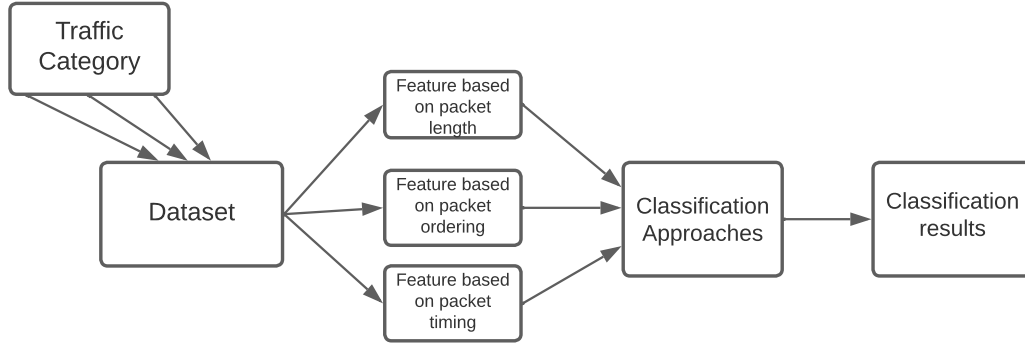 Traffic
Category
Dataset
Feature based
on packet
length
Feature based
on packet
ordering
Feature based
on packet
timing
Classification
Approaches
Classification
results